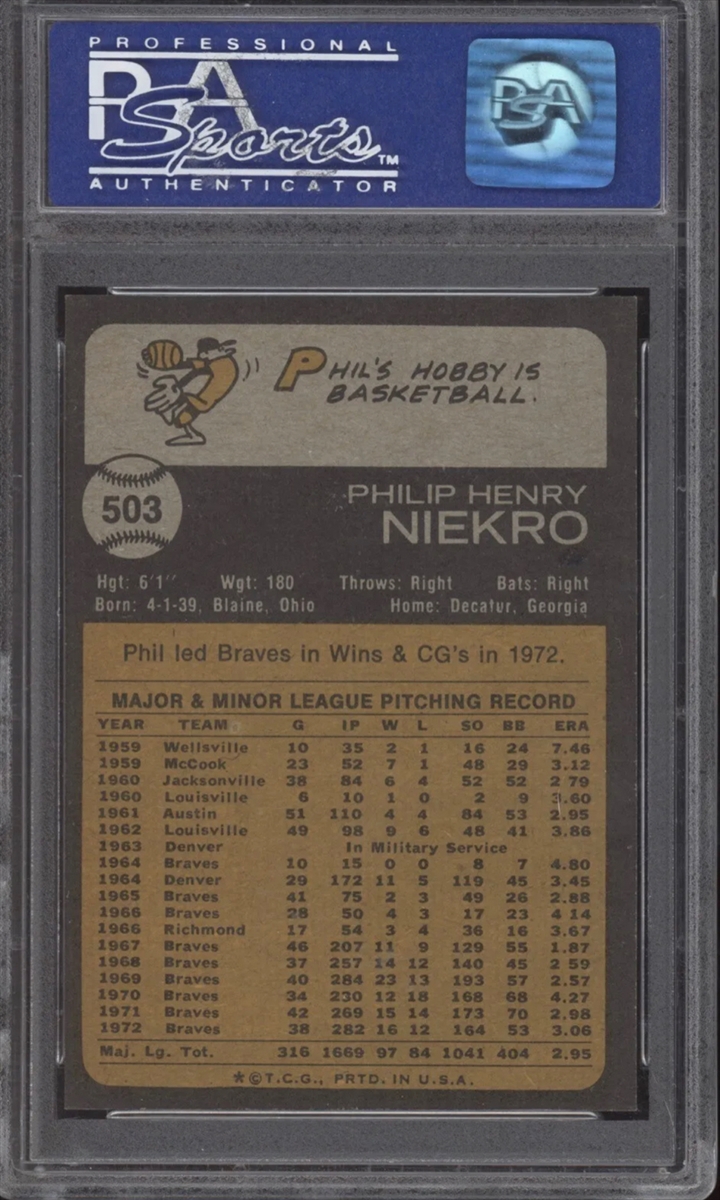 PROFESSIONAL
PSA
Sports™
AUTHENTICATOR
PSA
PHIL'S HOBBY IS
BASKETBALL.
503
PHILIP HENRY
NIEKRO
Hgt: 6'1" Wgt: 180 Throws: Right Bats: Right
Born: 4-1-39, Blaine, Ohio Home: Decatur, Georgia
Phil led Braves in Wins & CG's in 1972.
MAJOR & MINOR LEAGUE PITCHING RECORD
YEAR TEAM G IP W L SO BB ERA
1959 Wellsville 10 35 2 1 16 24 7.46
1959 McCook 23 52 7 1 48 29 3.12
1960 Jacksonville 38 84 6 4 52 52 2 79
1960 Louisville 6 10 1 0 2 9 3.60
1961 Austin 51 110 4 4 84 53 2.95
1962 Louisville 49 98 9 6 48 41 3.86
1963 Denver In Military Service
1964 Braves 10 15 0 0 8 7 4.80
1964 Denver 29 172 11 5 119 45 3.45
1965 Braves 41 75 2 3 49 26 2.88
1966 Braves 28 50 4 3 17 23 4 14
1966 Richmond 17 54 3 4 36 16 3.67
1967 Braves 46 207 11 9 129 55 1.87
1968 Braves 37 257 14 12 140 45 2 59
1969 Braves 40 284 23 13 193 57 2.57
1970 Braves 34 230 12 18 168 68 4.27
1971 Braves 42 269 15 14 173 70 2.98
1972 Braves 38 282 16 12 164 53 3.06
Maj. Lg. Tot. 316 1669 97 84 1041 404 2.95
*©T.C.G., PRTD. IN U.S.A.